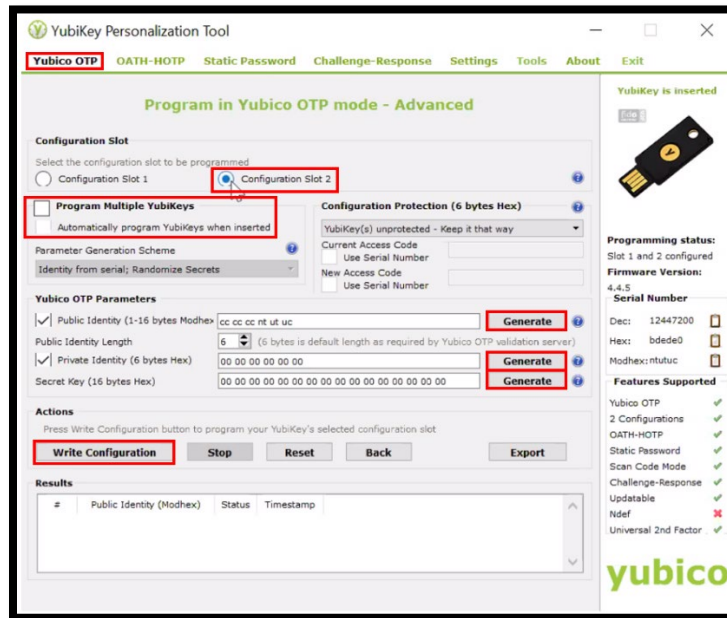 YubiKey Personalization Tool
Yubico OTP OATH-HOTP Static Password Challenge-Response Settings Tools About Exit
Program in Yubico OTP mode - Advanced
Configuration Slot
Select the configuration slot to be programmed
Configuration Slot 1 Configuration Slot 2
Program Multiple YubiKeys
Automatically program YubiKeys when inserted
Parameter Generation Scheme
Identity from serial; Randomize Secrets
Configuration Protection (6 bytes Hex)
YubiKey(s) unprotected - Keep it that way
Current Access Code
Use Serial Number
New Access Code
Use Serial Number
Yubico OTP Parameters
Public Identity (1-16 bytes Modhex cc cc cc nt ut uc Generate
Public Identity Length 6 (6 bytes is default length as required by Yubico OTP validation server)
Private Identity (6 bytes Hex) 00 00 00 00 00 00 Generate
Secret Key (16 bytes Hex) 00 00 00 00 00 00 00 00 00 00 00 00 00 00 00 00 Generate
Actions
Press Write Configuration button to program your YubiKey's selected configuration slot
Write Configuration Stop Reset Back Export
Results
# Public Identity (Modhex) Status Timestamp
YubiKey is inserted
Y
Programming status:
Slot 1 and 2 configured
Firmware Version:
4.4.5
Serial Number
Dec: 12447200
Hex: bdede0
Modhex: ntutuc
Features Supported
Yubico OTP
2 Configurations
OATH-HOTP
Static Password
Scan Code Mode
Challenge-Response
Updatable
Ndef
Universal 2nd Factor
yubico